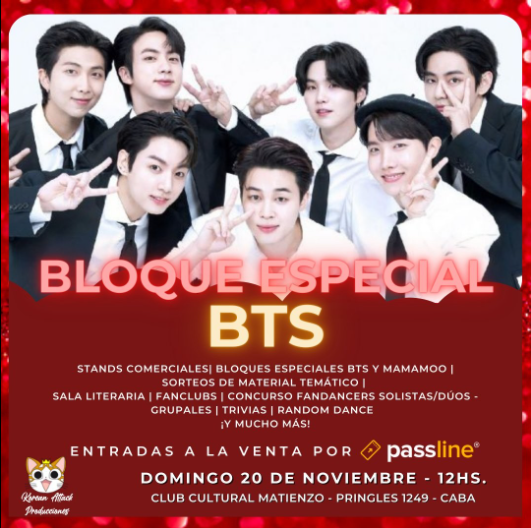 BLOQUE ESPECIAL
BTS
STANDS COMERCIALES| BLOQUES ESPECIALES BTS Y MAMAMOO |
SORTEOS DE MATERIAL TEMÁTICO |
SALA LITERARIA | FANCLUBS | CONCURSO FANDANCERS SOLISTAS/DÚOS -
GRUPALES | TRIVIAS | RANDOM DANCE
¡Y MUCHO MÁS!
ENTRADAS A LA VENTA POR passline®
DOMINGO 20 DE NOVIEMBRE - 12HS.
CLUB CULTURAL MATIENZO - PRINGLES 1249 - CABA
Korean Attack
Producciones